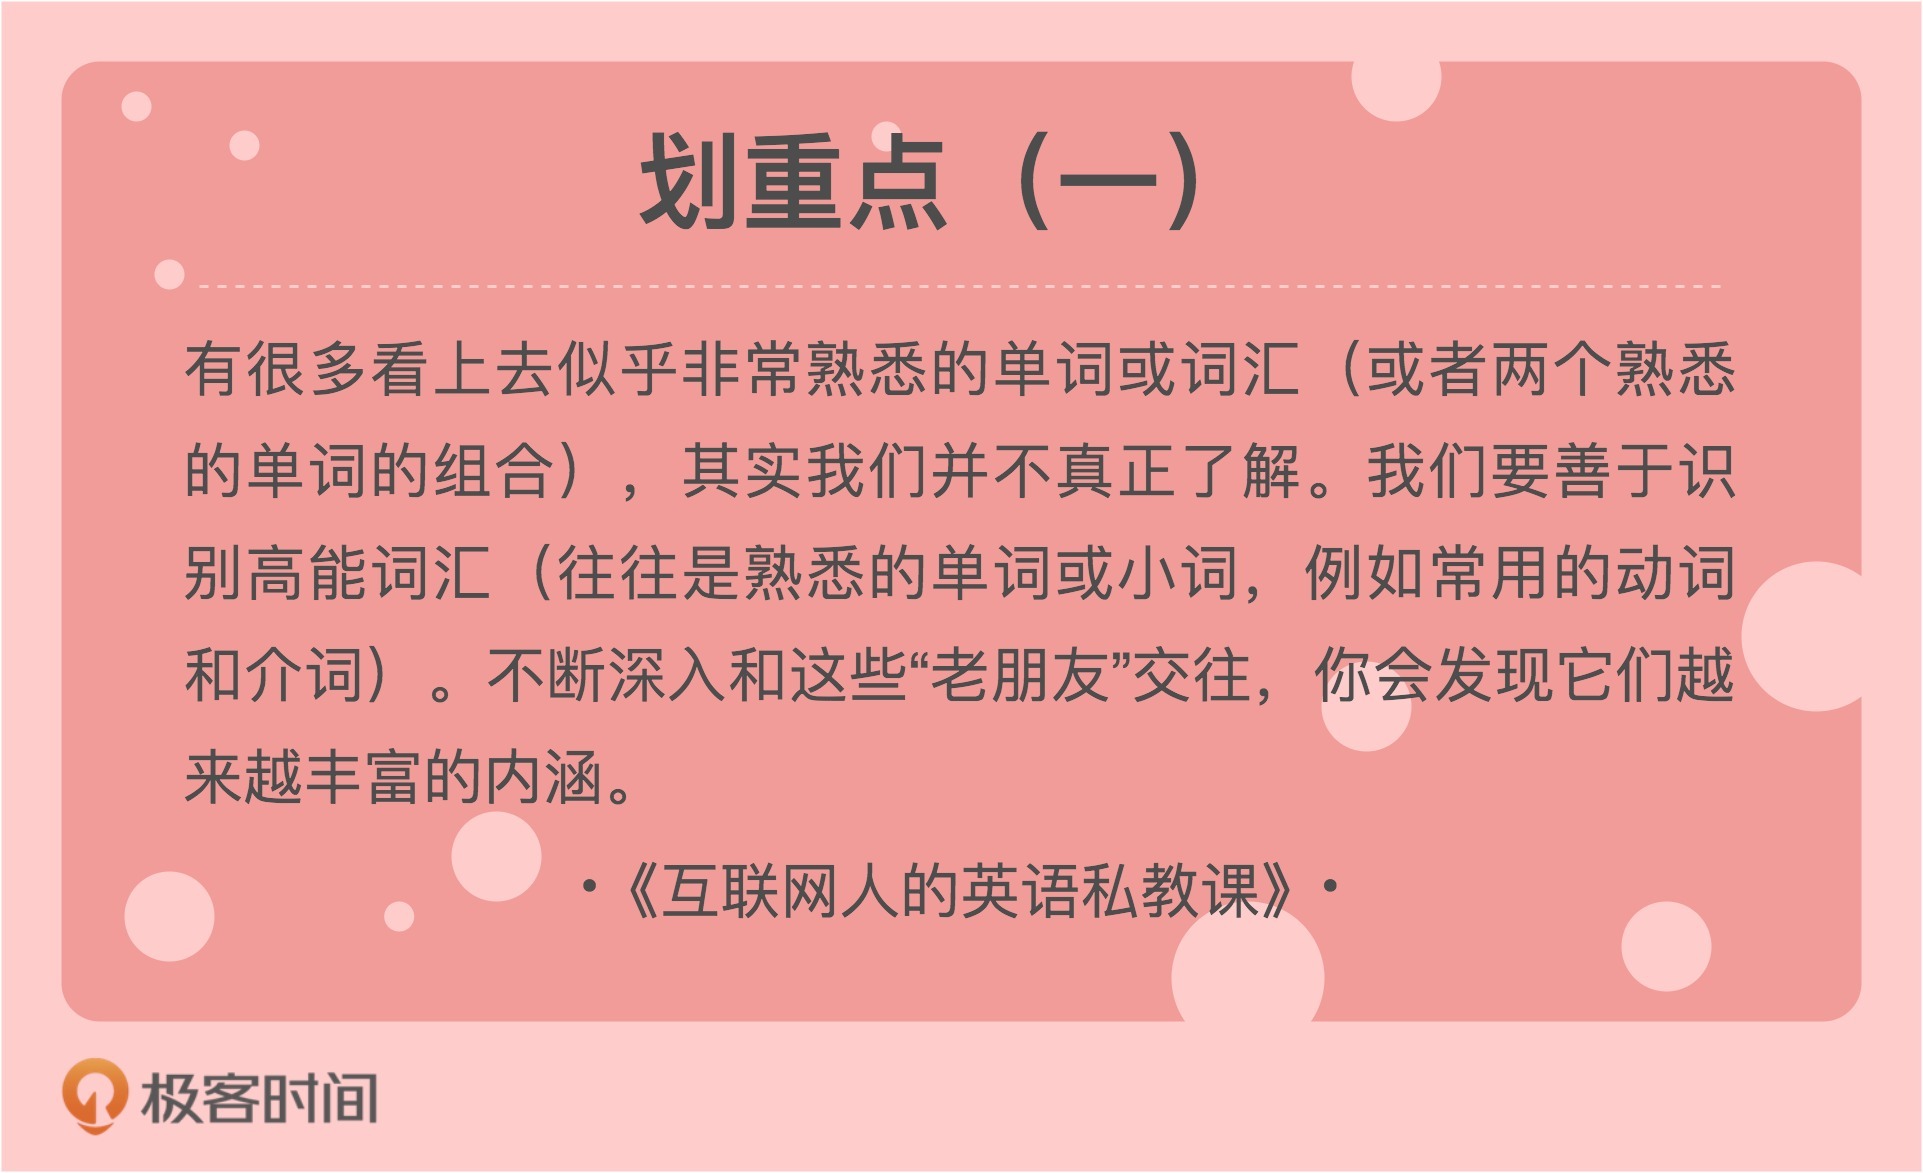 划重点（一）
有很多看上去似乎非常熟悉的单词或词汇（或者两个熟悉
的单词的组合），其实我们并不真正了解。我们要善于识
别高能词汇（往往是熟悉的单词或小词，例如常用的动词
和介词）。不断深入和这些“老朋友”交往，你会发现它们越
来越丰富的内涵。
·《互联网人的英语私教课》·
极客时间